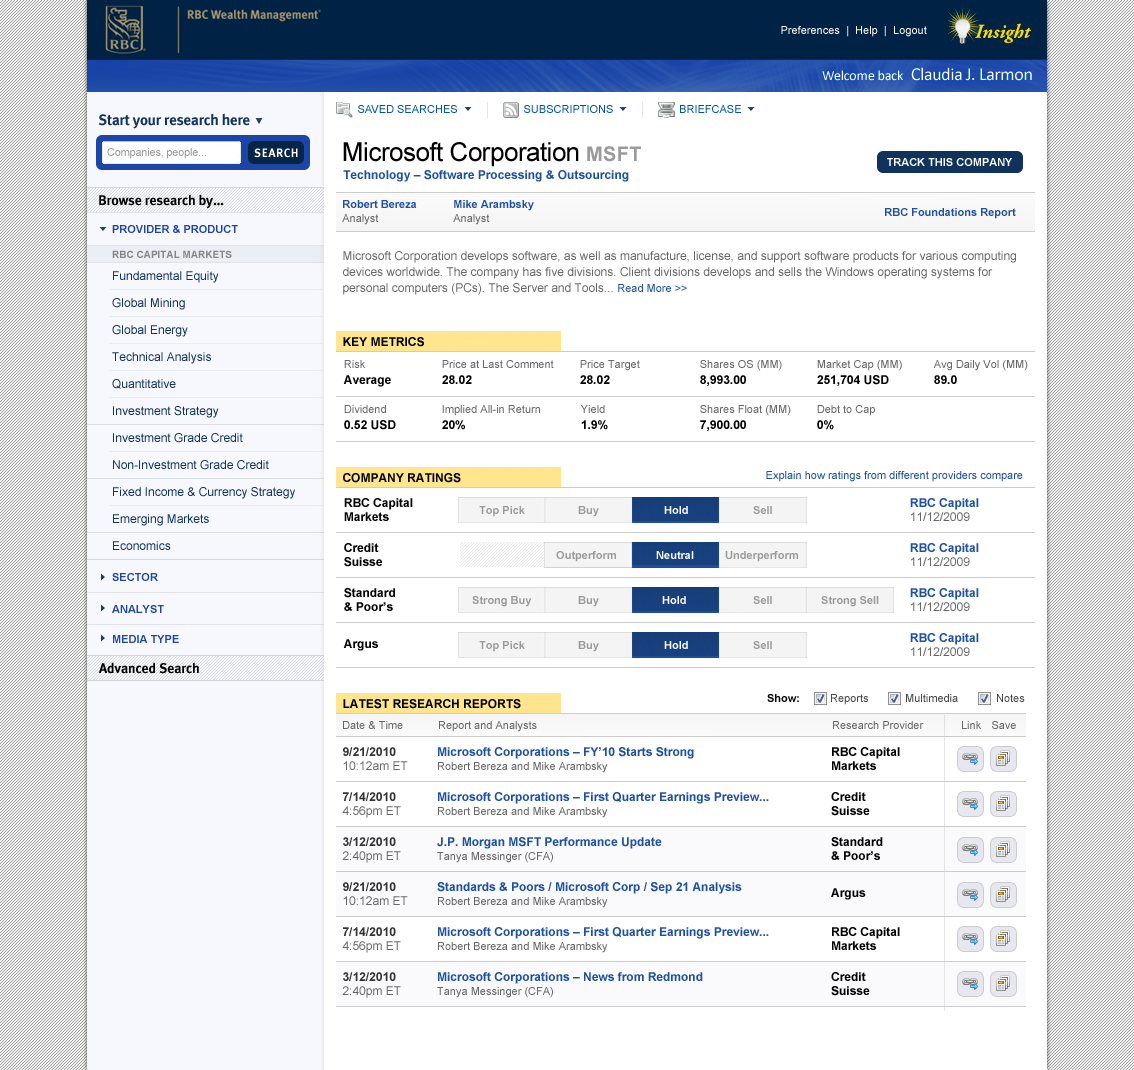 RBC
RBC Wealth Management®
Preferences | Help | Logout
Insight
Welcome back Claudia J. Larmon
Start your research here
Companies, people...
SEARCH
Browse research by...
PROVIDER & PRODUCT
RBC CAPITAL MARKETS
Fundamental Equity
Global Mining
Global Energy
Technical Analysis
Quantitative
Investment Strategy
Investment Grade Credit
Non-Investment Grade Credit
Fixed Income & Currency Strategy
Emerging Markets
Economics
SECTOR
ANALYST
MEDIA TYPE
Advanced Search
SAVED SEARCHES SUBSCRIPTIONS BRIEFCASE
Microsoft Corporation MSFT
Technology – Software Processing & Outsourcing
TRACK THIS COMPANY
Robert Bereza Mike Arambsky
Analyst Analyst
RBC Foundations Report
Microsoft Corporation develops software, as well as manufacture, license, and support software products for various computing
devices worldwide. The company has five divisions. Client divisions develops and sells the Windows operating systems for
personal computers (PCs). The Server and Tools... Read More >>
KEY METRICS
Risk Price at Last Comment Price Target Shares OS (MM) Market Cap (MM) Avg Daily Vol (MM)
Average 28.02 28.02 8,993.00 251,704 USD 89.0
Dividend Implied All-in Return Yield Shares Float (MM) Debt to Cap
0.52 USD 20% 1.9% 7,900.00 0%
COMPANY RATINGS
Explain how ratings from different providers compare
RBC Capital
Markets
Top Pick Buy Hold Sell
RBC Capital
11/12/2009
Credit
Suisse
Outperform Neutral Underperform
RBC Capital
11/12/2009
Standard
& Poor's
Strong Buy Buy Hold Sell Strong Sell
RBC Capital
11/12/2009
Argus
Top Pick Buy Hold Sell
RBC Capital
11/12/2009
LATEST RESEARCH REPORTS
Show: Reports Multimedia Notes
Date & Time Report and Analysts Research Provider Link Save
9/21/2010 Microsoft Corporations – FY'10 Starts Strong RBC Capital
10:12am ET Robert Bereza and Mike Arambsky Markets
7/14/2010 Microsoft Corporations – First Quarter Earnings Preview... Credit
4:56pm ET Robert Bereza and Mike Arambsky Suisse
3/12/2010 J.P. Morgan MSFT Performance Update Standard
2:40pm ET Tanya Messinger (CFA) & Poor's
9/21/2010 Standards & Poors / Microsoft Corp / Sep 21 Analysis Argus
10:12am ET Robert Bereza and Mike Arambsky
7/14/2010 Microsoft Corporations – First Quarter Earnings Preview... RBC Capital
4:56pm ET Robert Bereza and Mike Arambsky Markets
3/12/2010 Microsoft Corporations – News from Redmond Credit
2:40pm ET Tanya Messinger (CFA) Suisse